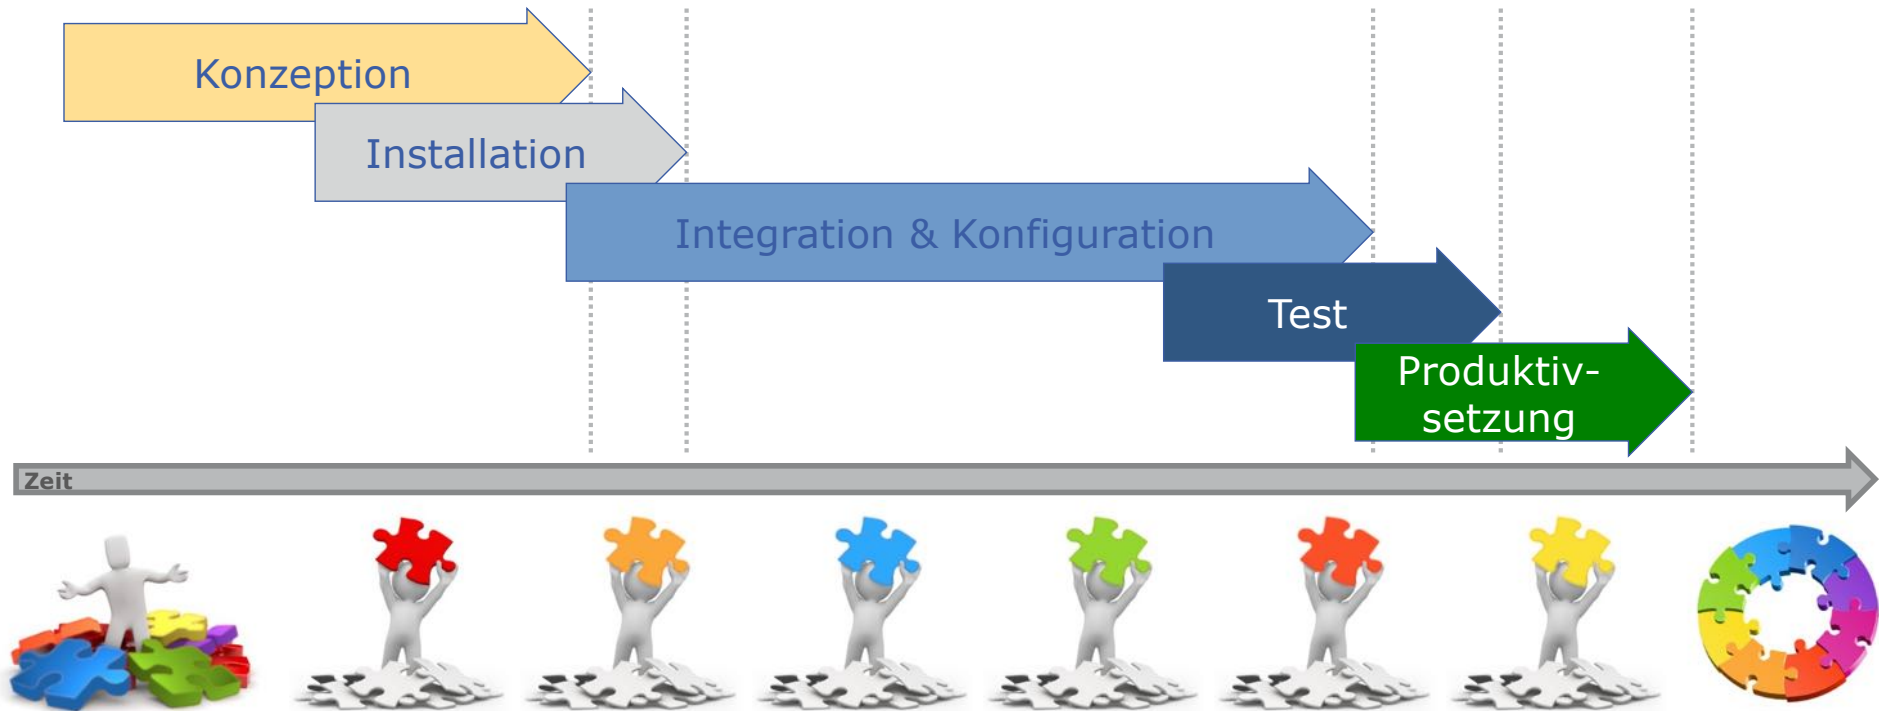 Konzeption
Installation
Integration & Konfiguration
Test
Produktiv-
setzung
Zeit